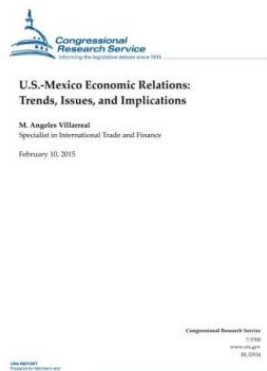 Congressional
Research Service
Informing the legislative debate since 1914
U.S.-Mexico Economic Relations:
Trends, Issues, and Implications
M. Angeles Villarreal
Specialist in International Trade and Finance
February 10, 2015
Congressional Research Service
7-5700
www.crs.gov
RL32934
CRS REPORT
Prepared for Members and